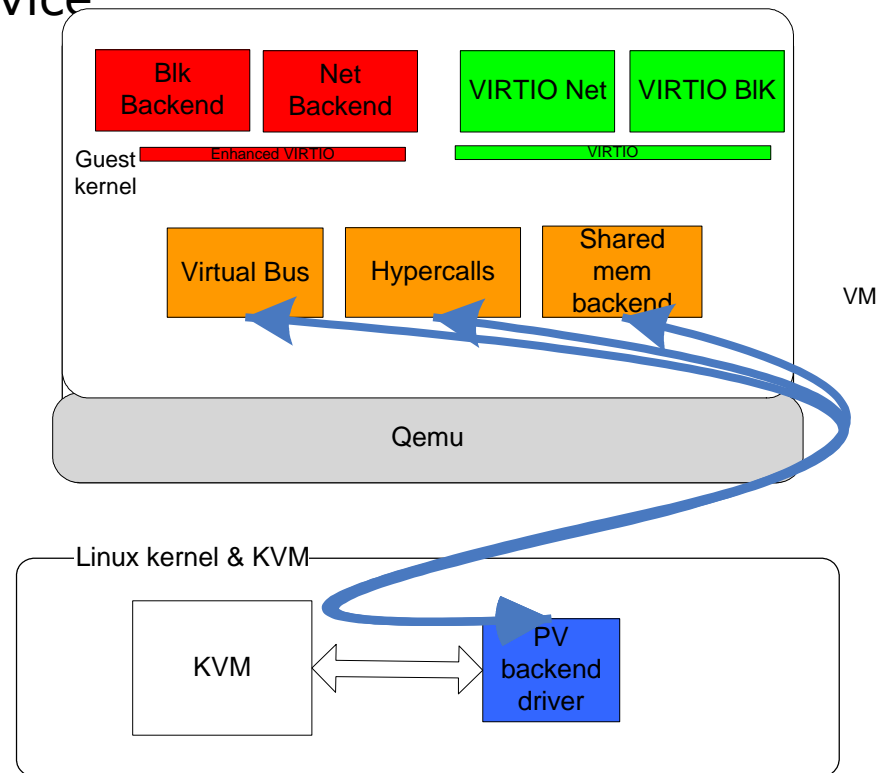 vice
Blk
Backend
Net
Backend
VIRTIO Net
VIRTIO BlK
Guest
kernel
Enhanced VIRTIO
VIRTIO
Virtual Bus
Hypercalls
Shared
mem
backend
VM
Qemu
Linux kernel & KVM
KVM
PV
backend
driver